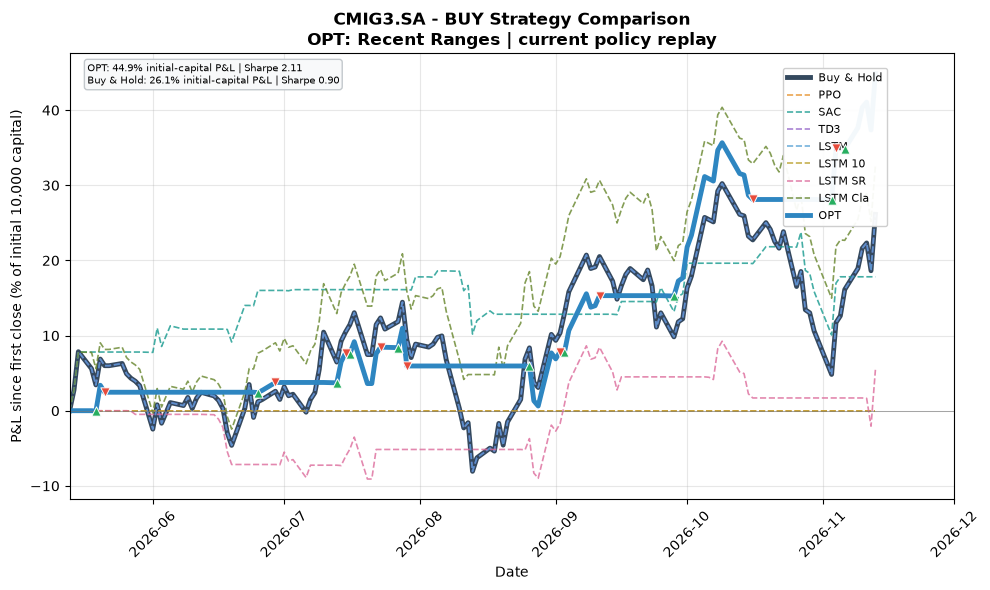 CMIG3.SA - BUY Strategy Comparison
OPT: Recent Ranges | current policy replay
OPT: 44.9% initial-capital P&L | Sharpe 2.11
Buy & Hold: 26.1% initial-capital P&L | Sharpe 0.90
Buy & Hold
PPO
SAC
TD3
LSTM
LSTM 10
LSTM SR
LSTM Cla
OPT
P&L since first close (% of initial 10,000 capital)
40
30
20
10
0
−10
2026-06
2026-07
2026-08
2026-09
2026-10
2026-11
2026-12
Date